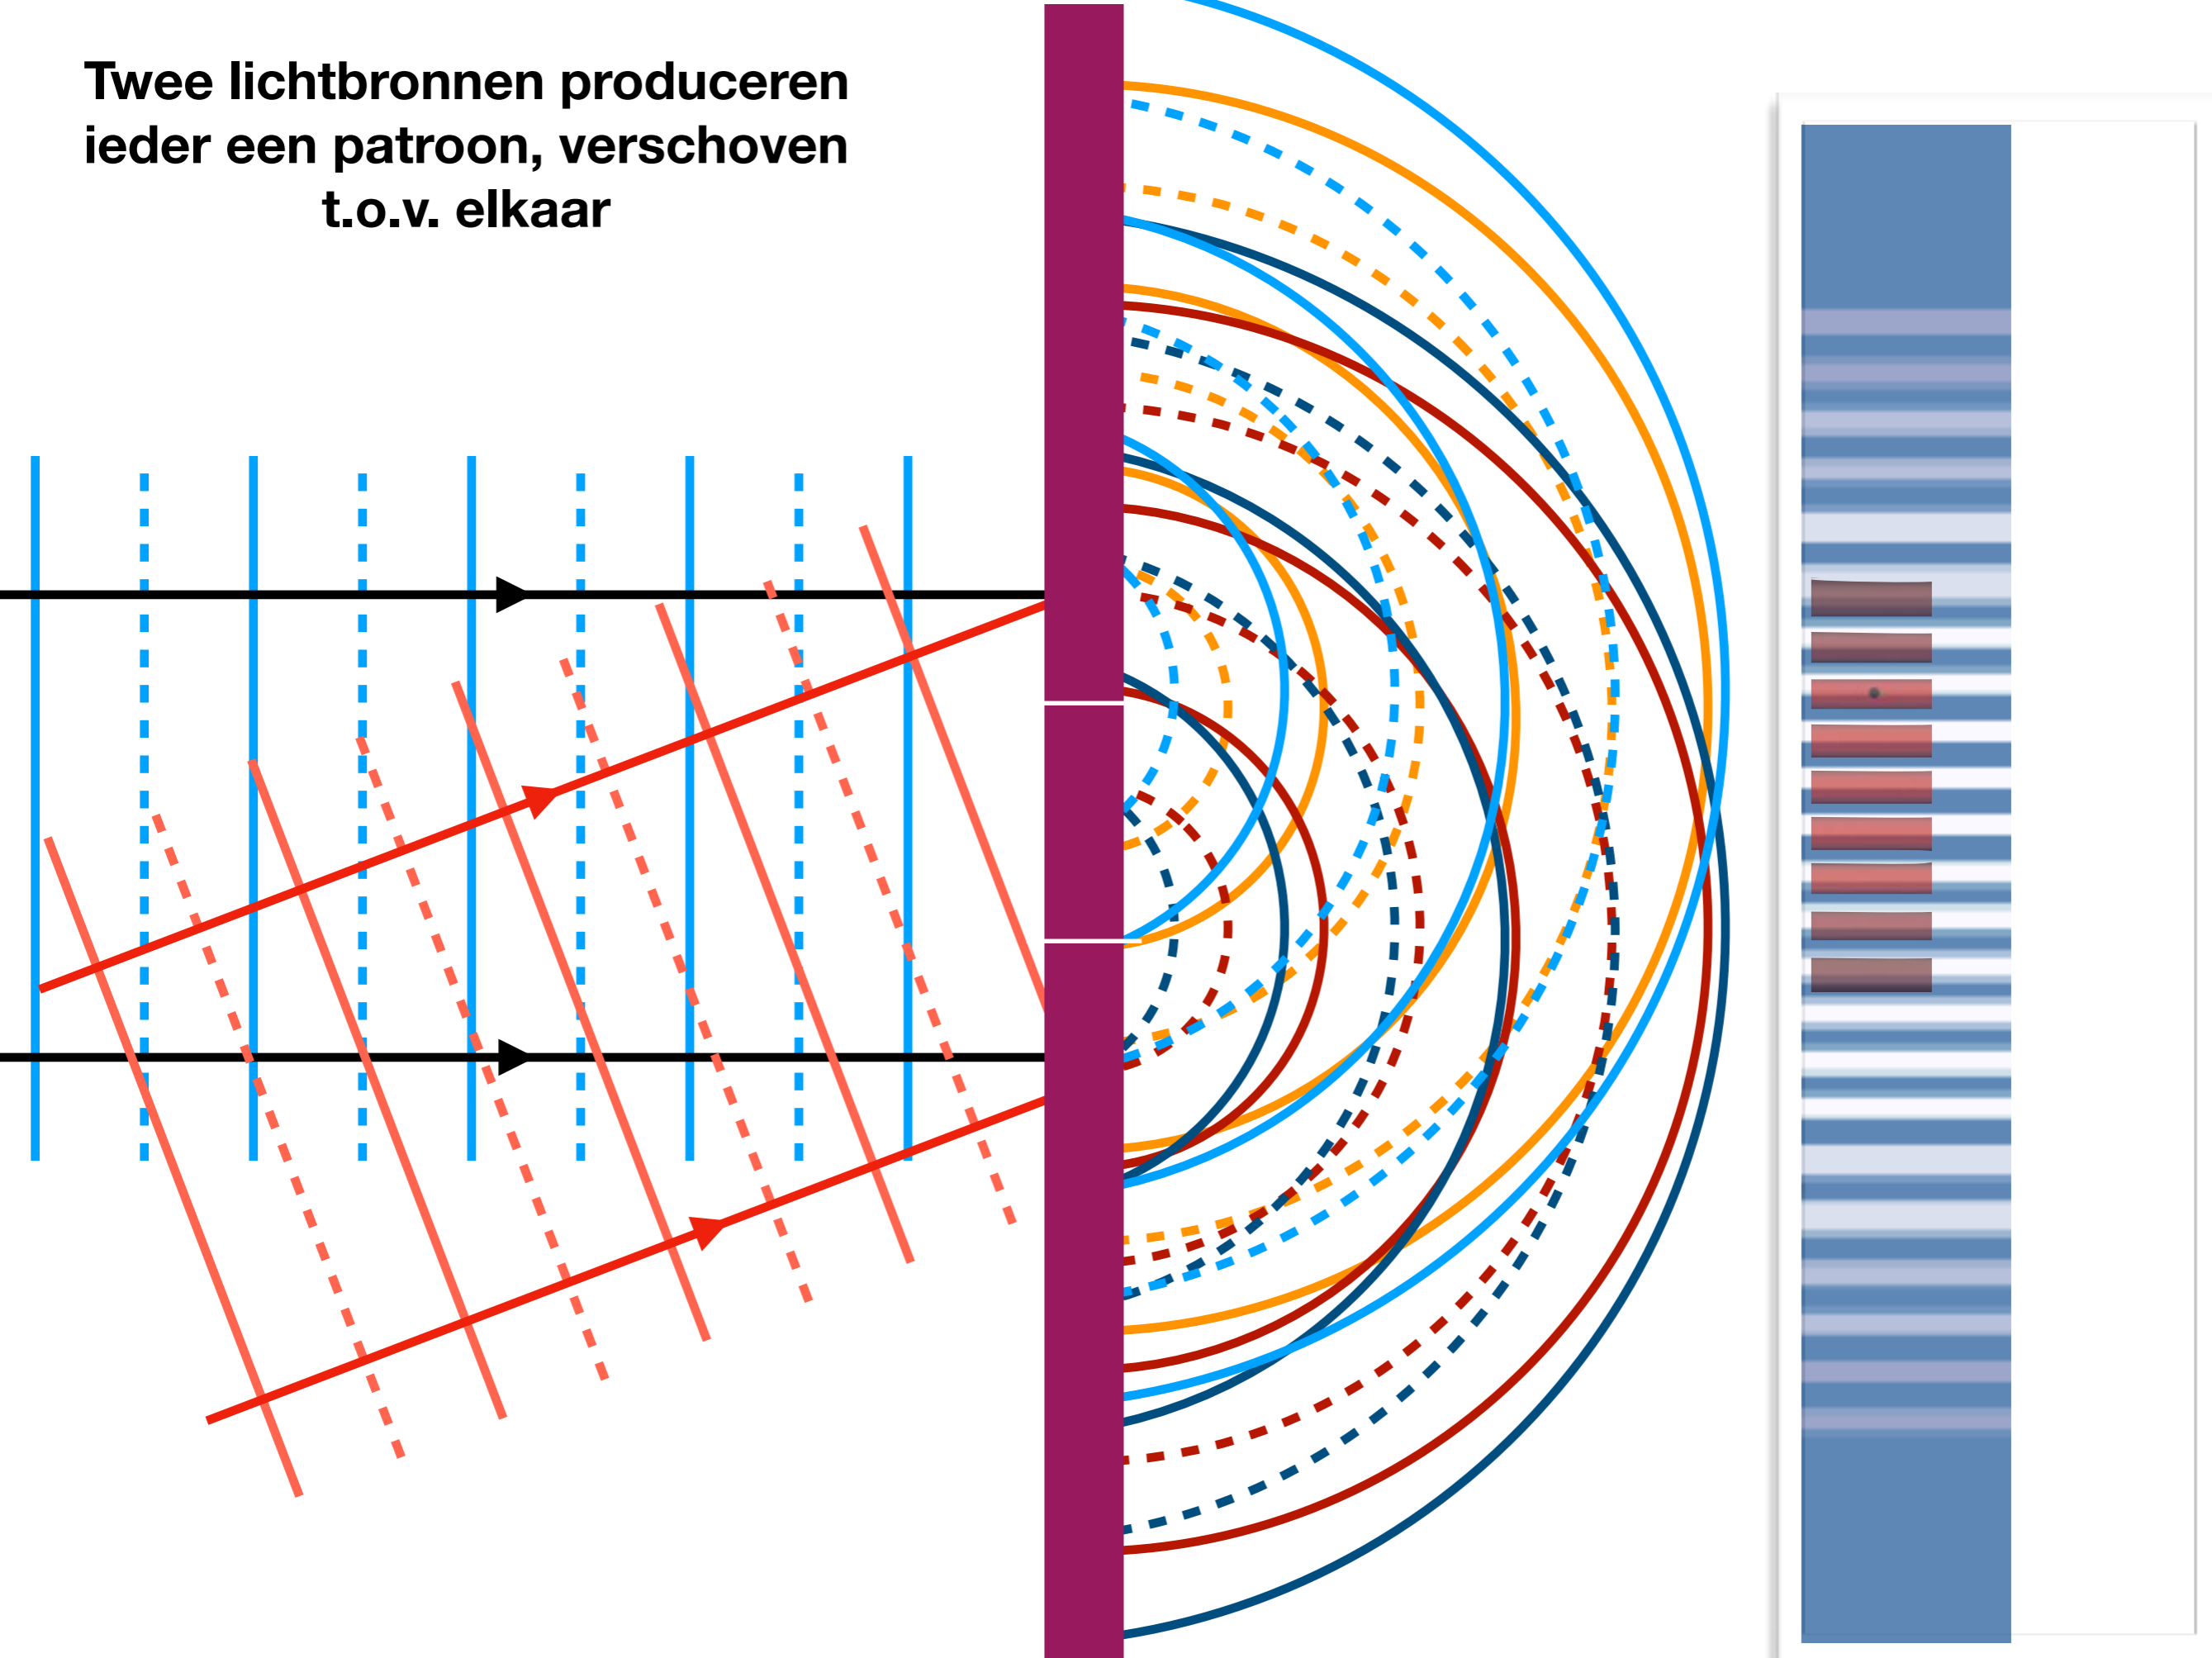 Twee lichtbronnen produceren
ieder een patroon, verschoven
t.o.v. elkaar